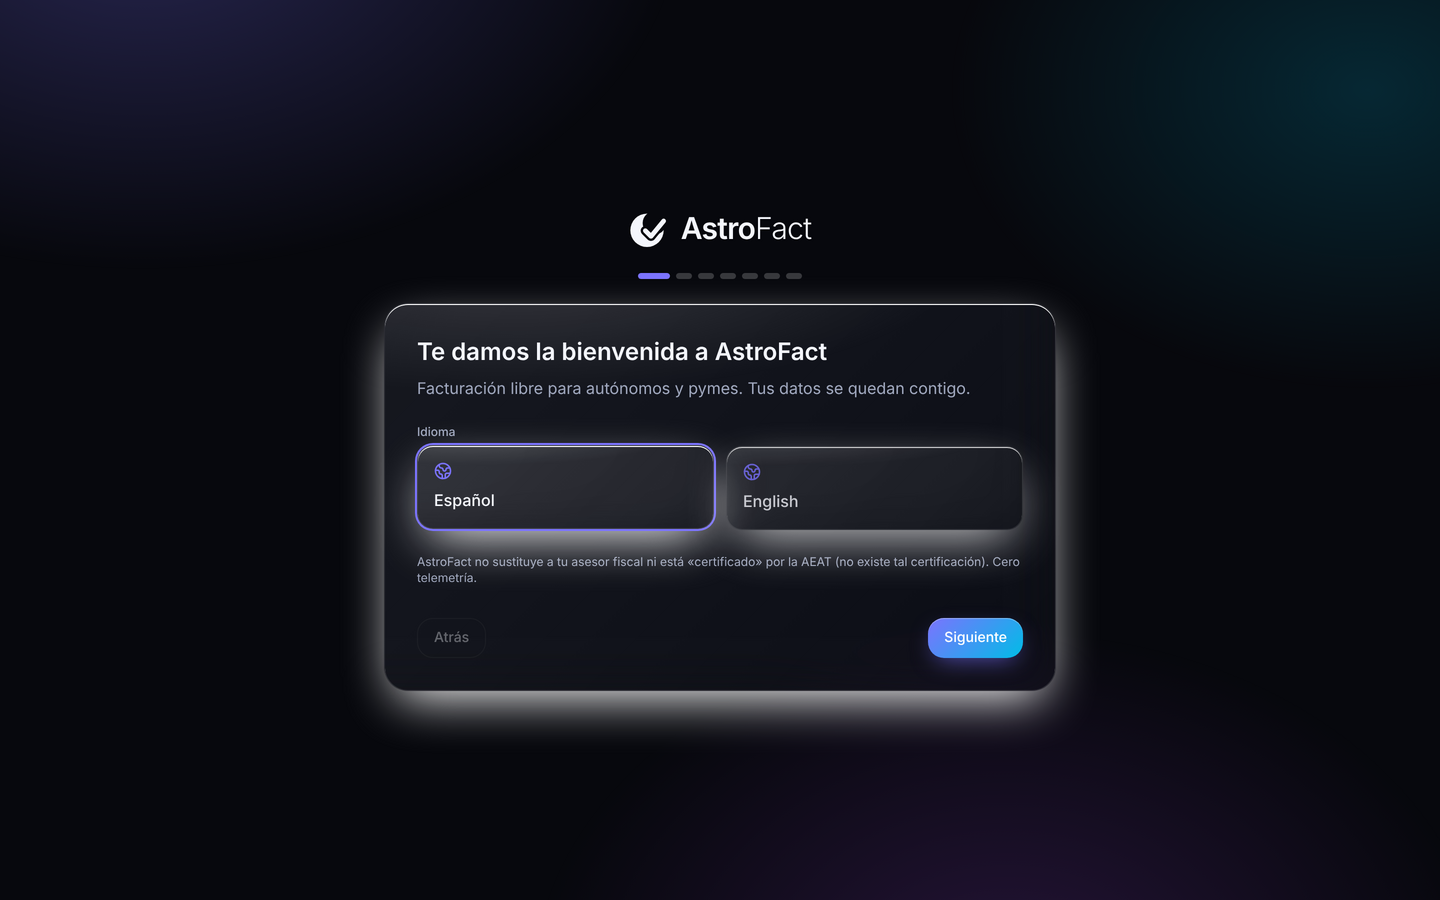 AstroFact
Te damos la bienvenida a AstroFact
Facturación libre para autónomos y pymes. Tus datos se quedan contigo.
Idioma
Español
English
AstroFact no sustituye a tu asesor fiscal ni está «certificado» por la AEAT (no existe tal certificación). Cero
telemetría.
Atrás
Siguiente